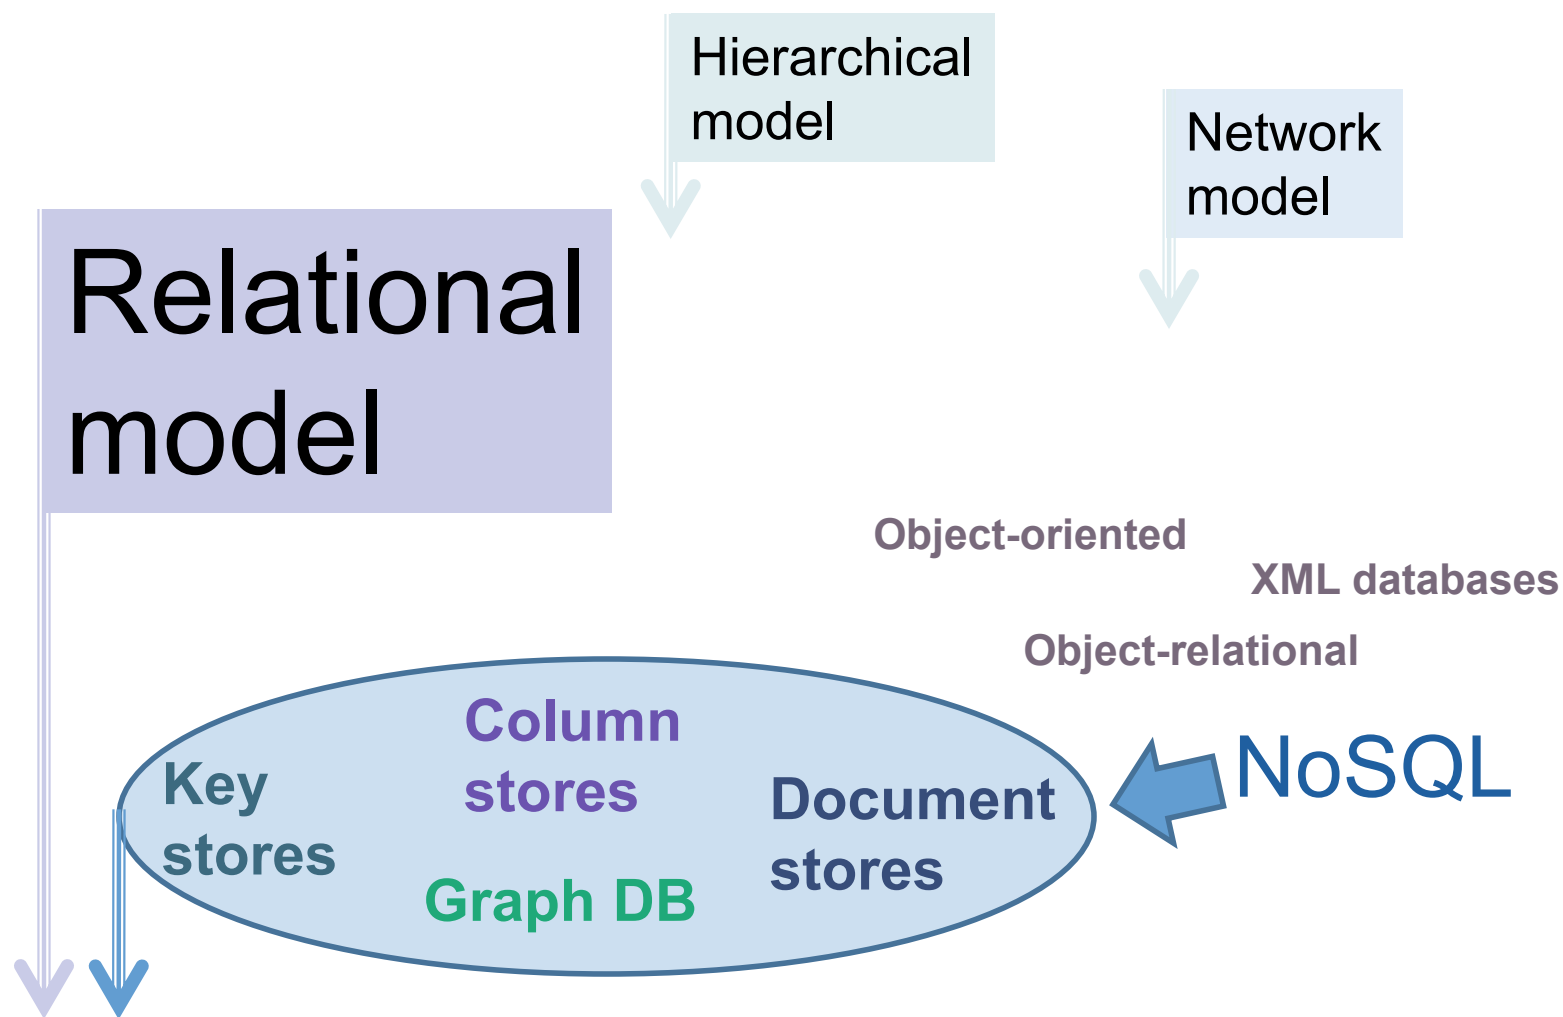 Hierarchical
model
Network
model
Relational
model
Object-oriented
XML databases
Object-relational
Column
stores
Key
stores
Document
stores
Graph DB
NoSQL